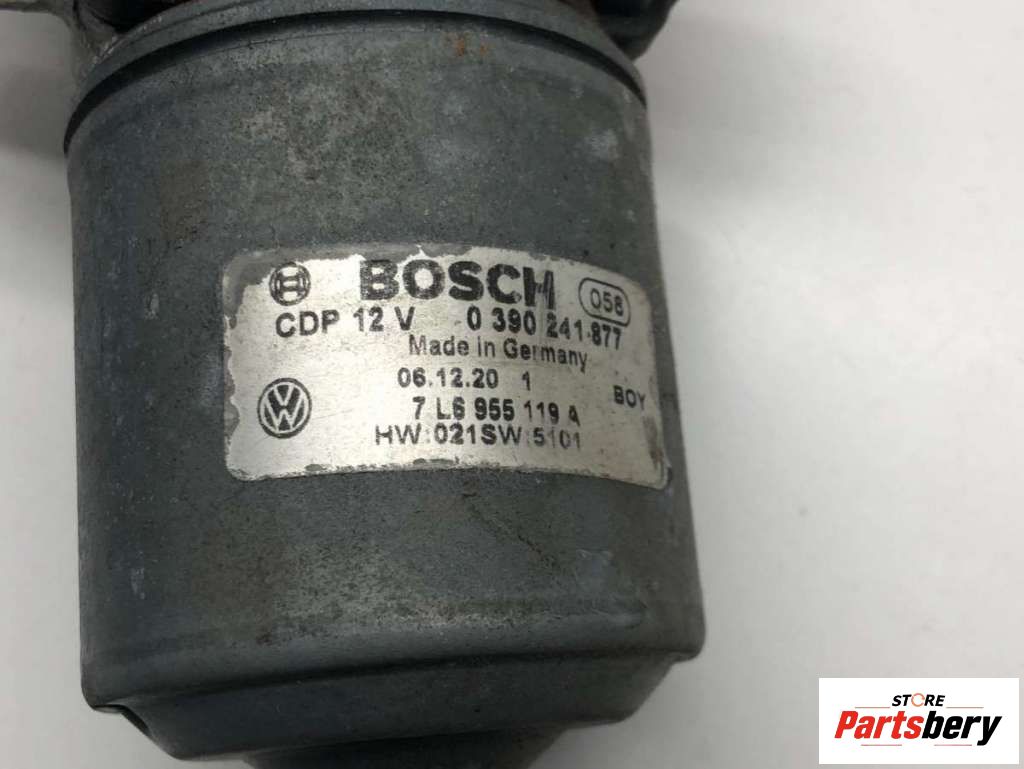 BOSCH 058
CDP 12 V 0 390 241 877
Made in Germany
06.12.20 1 BOY
7 L6 955 119 A
HW:021SW:5101
STORE
Partsbery